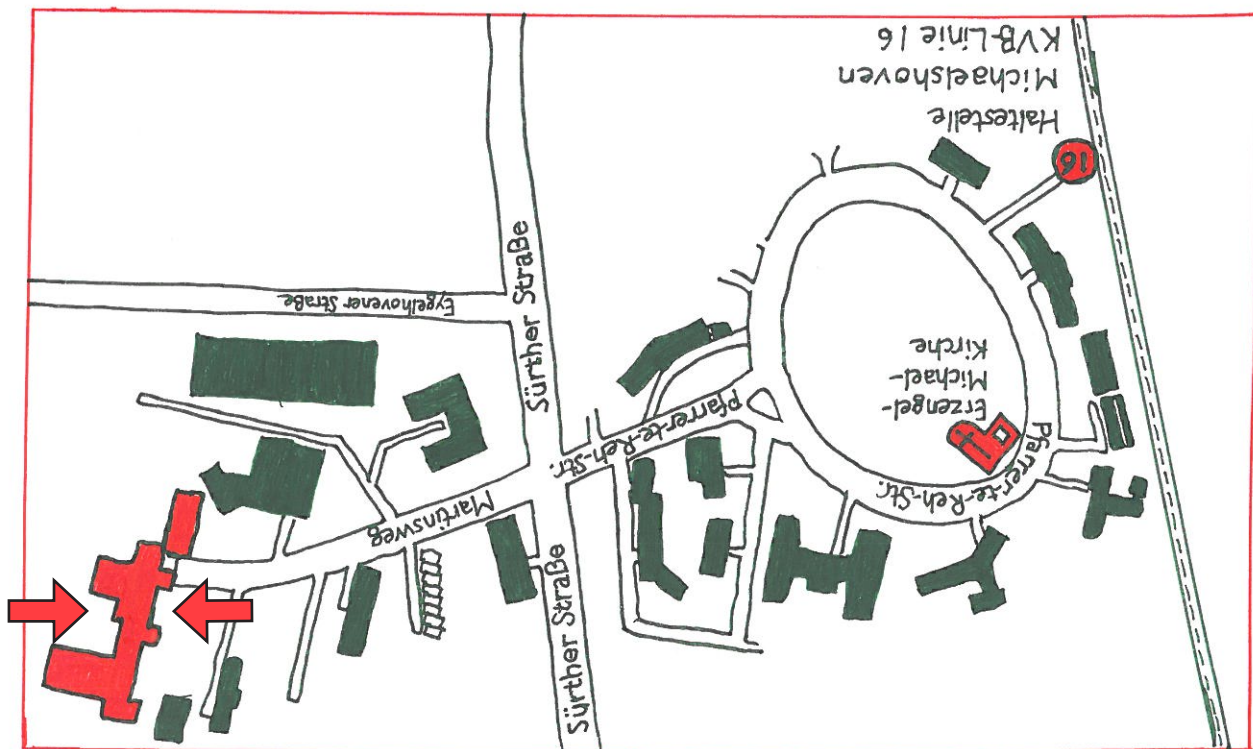 Haltestelle
Michaelshoven
KVB-Linie 16
16
Sürther Straße
Eygelhovener Straße
Erzengel-
Michael-
Kirche
Pfarrer-te-Reh-Str.
Pfarrer-te-Reh-Str.
Martinsweg
Sürther Straße